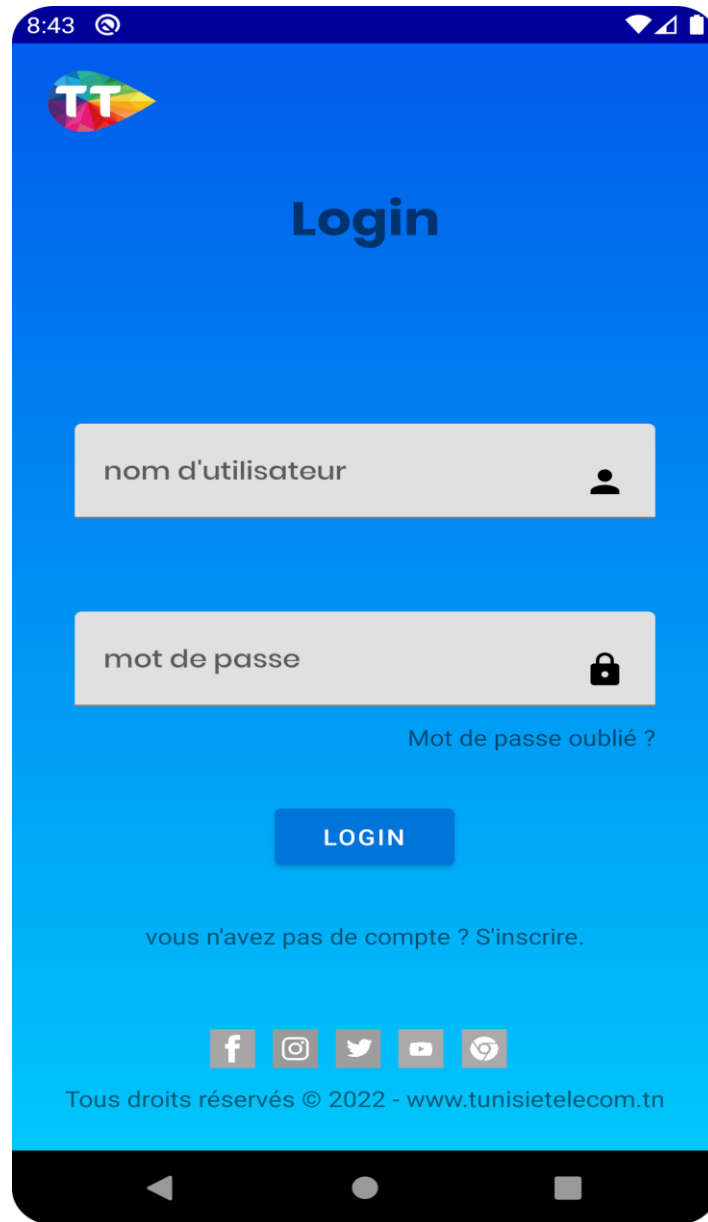 8:43
TT
Login
nom d'utilisateur
mot de passe
Mot de passe oublié ?
LOGIN
vous n'avez pas de compte ? S'inscrire.
Tous droits réservés © 2022 - www.tunisietelecom.tn